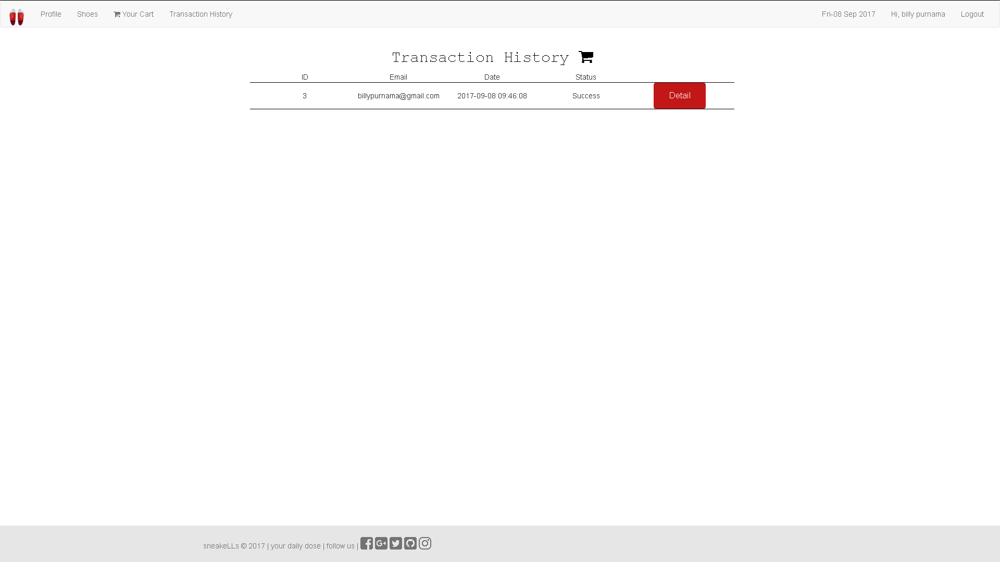 Profile Shoes Your Cart Transaction History Fri-08 Sep 2017 Hi, billy purnama Logout
Transaction History
ID Email Date Status
3 billypurnama@gmail.com 2017-09-08 09:46:08 Success Detail
sneakeLLs © 2017 | your daily dose | follow us |